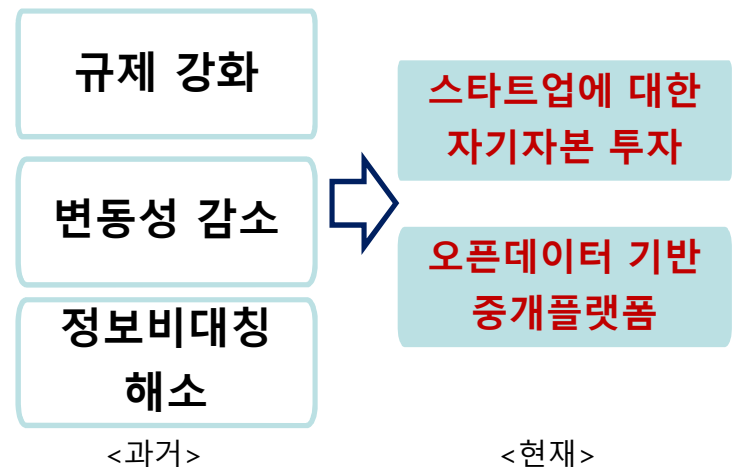 규제 강화
변동성 감소
정보비대칭
해소
<과거>
스타트업에 대한
자기자본 투자
오픈데이터 기반
중개플랫폼
<현재>